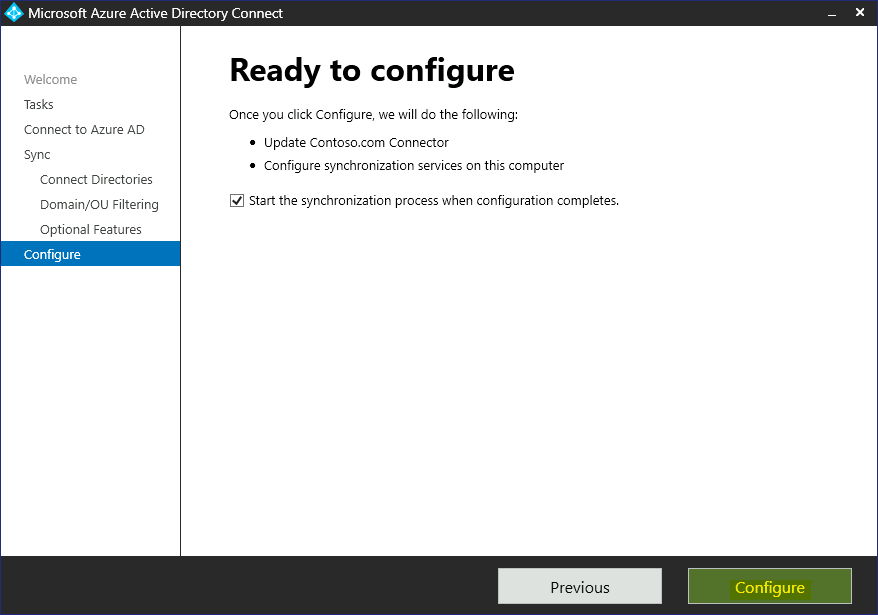 Microsoft Azure Active Directory Connect
Welcome
Tasks
Connect to Azure AD
Sync
Connect Directories
Domain/OU Filtering
Optional Features
Configure
Ready to configure
Once you click Configure, we will do the following:
• Update Contoso.com Connector
• Configure synchronization services on this computer
Start the synchronization process when configuration completes.
Previous
Configure